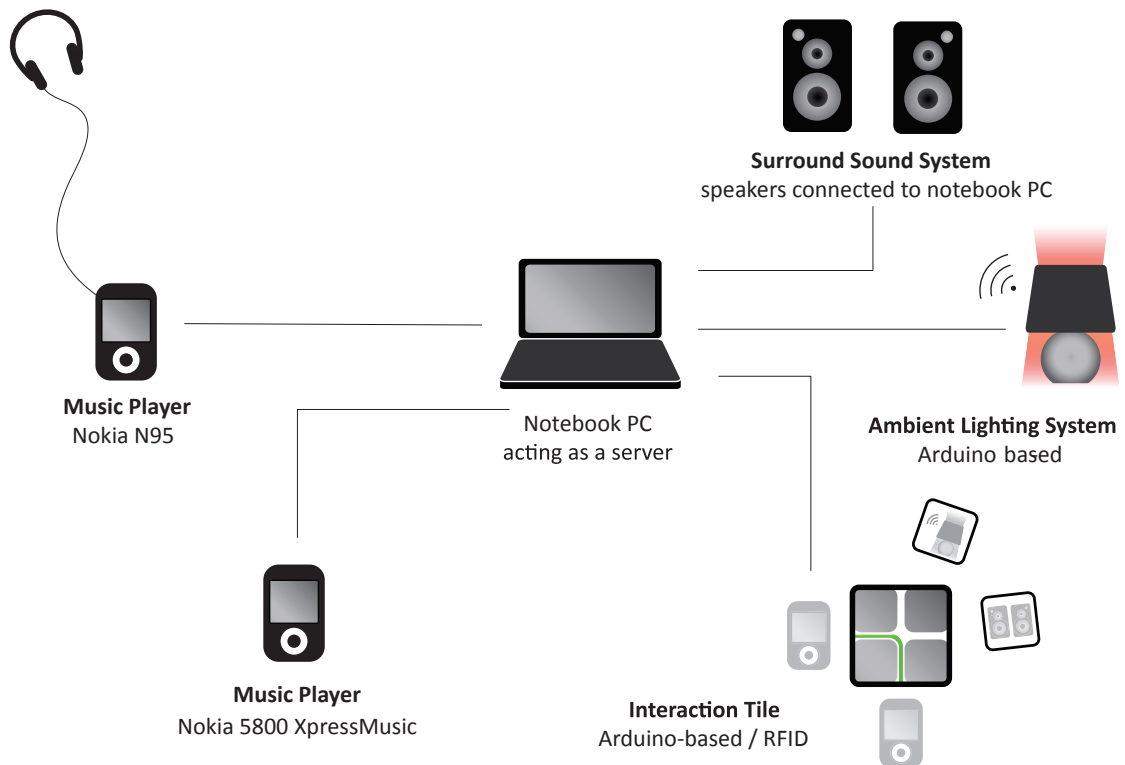 Surround Sound System
speakers connected to notebook PC
Music Player
Nokia N95
Notebook PC
acting as a server
Ambient Lighting System
Arduino based
Music Player
Nokia 5800 XpressMusic
Interaction Tile
Arduino-based / RFID